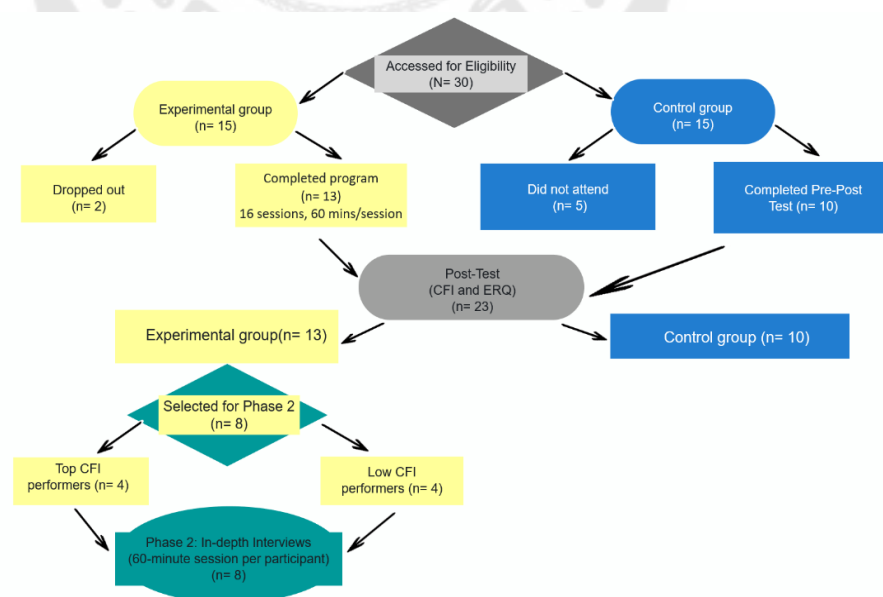 Accessed for Eligibility
(N= 30)
Experimental group
(n= 15)
Control group
(n= 15)
Dropped out
(n= 2)
Completed program
(n= 13)
16 sessions, 60 mins/session
Did not attend
(n= 5)
Completed Pre-Post
Test (n= 10)
Post-Test
(CFI and ERQ)
(n= 23)
Experimental group(n= 13)
Control group (n= 10)
Selected for Phase 2
(n= 8)
Top CFI
performers (n= 4)
Low CFI
performers (n= 4)
Phase 2: In-depth Interviews
(60-minute session per participant)
(n= 8)